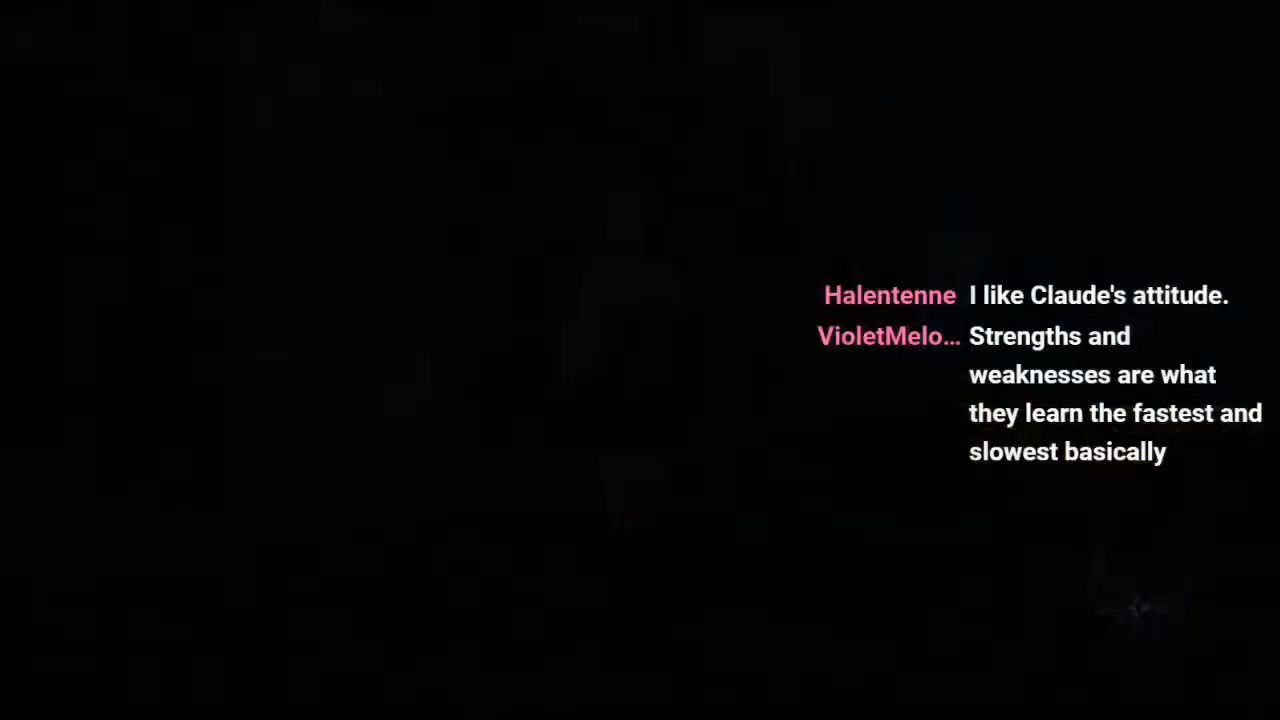 Halentenne I like Claude's attitude.
VioletMelo… Strengths and
weaknesses are what
they learn the fastest and
slowest basically